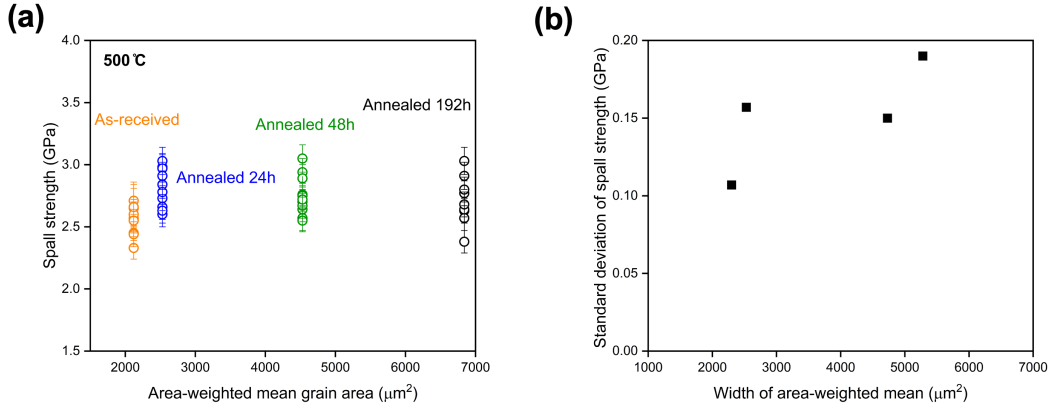 (a)
4.0
3.5
3.0
2.5
2.0
1.5
Spall strength (GPa)
500 ℃
As-received
Annealed 24h
Annealed 48h
Annealed 192h
2000 3000 4000 5000 6000 7000
Area-weighted mean grain area (μm²)
(b)
0.20
0.15
0.10
0.05
0.00
Standard deviation of spall strength (GPa)
1000 2000 3000 4000 5000 6000 7000
Width of area-weighted mean (μm²)